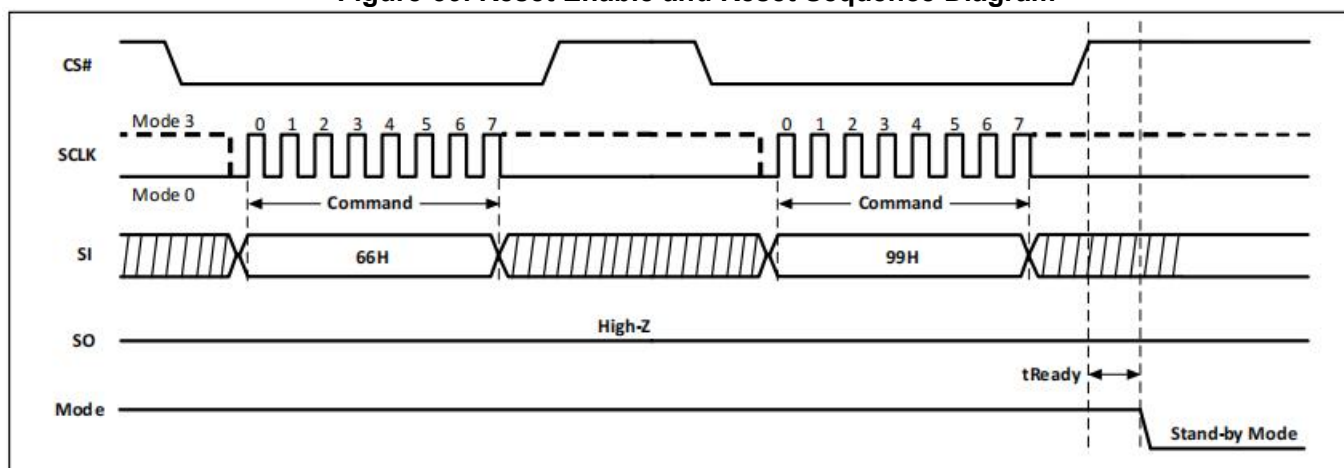 Reset Enable and Reset Sequence Diagram
CS#
Mode 3
0 1 2 3 4 5 6 7
0 1 2 3 4 5 6 7
SCLK
Mode 0
Command
Command
SI
66H
99H
High-Z
SO
tReady
Mode
Stand-by Mode